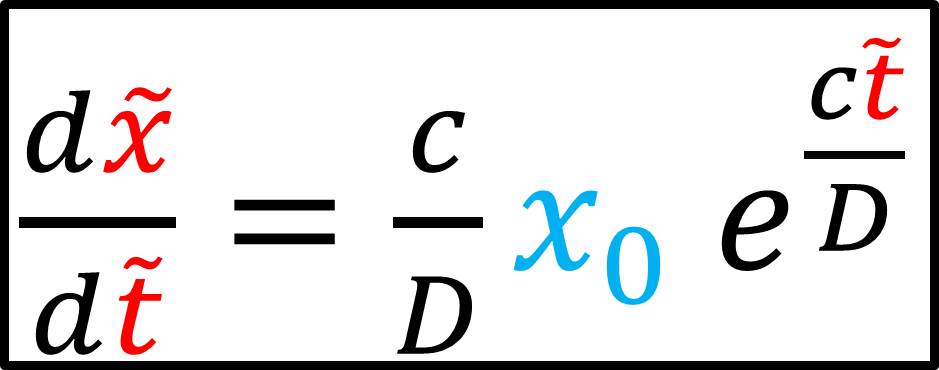 dx̃/dt̃ = c/D x₀ e^(ct̃/D)